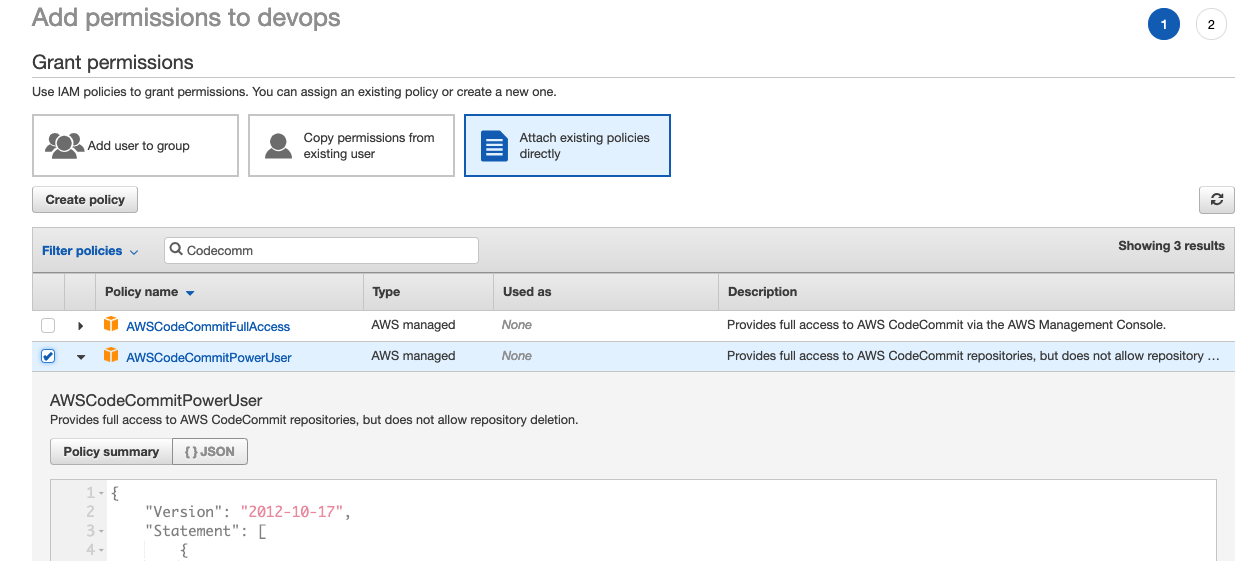 Add permissions to devops
1
2
Grant permissions
Use IAM policies to grant permissions. You can assign an existing policy or create a new one.
Add user to group
Copy permissions from
existing user
Attach existing policies
directly
Create policy
Filter policies
Codecomm
Showing 3 results
Policy name Type Used as Description
AWSCodeCommitFullAccess AWS managed None Provides full access to AWS CodeCommit via the AWS Management Console.
AWSCodeCommitPowerUser AWS managed None Provides full access to AWS CodeCommit repositories, but does not allow repository ...
AWSCodeCommitPowerUser
Provides full access to AWS CodeCommit repositories, but does not allow repository deletion.
Policy summary { } JSON
1 {
2 "Version": "2012-10-17",
3 "Statement": [
4 {